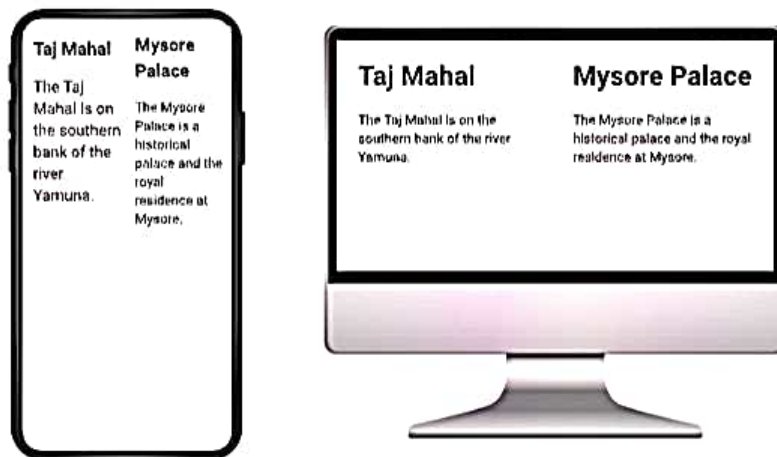 Taj Mahal
The Taj
Mahal is on
the southern
bank of the
river
Yamuna.
Mysore
Palace
The Mysore
Palace is a
historical
palace and the
royal
residence at
Mysore.
Taj Mahal
The Taj Mahal is on the
southern bank of the river
Yamuna.
Mysore Palace
The Mysore Palace is a
historical palace and the royal
residence at Mysore.